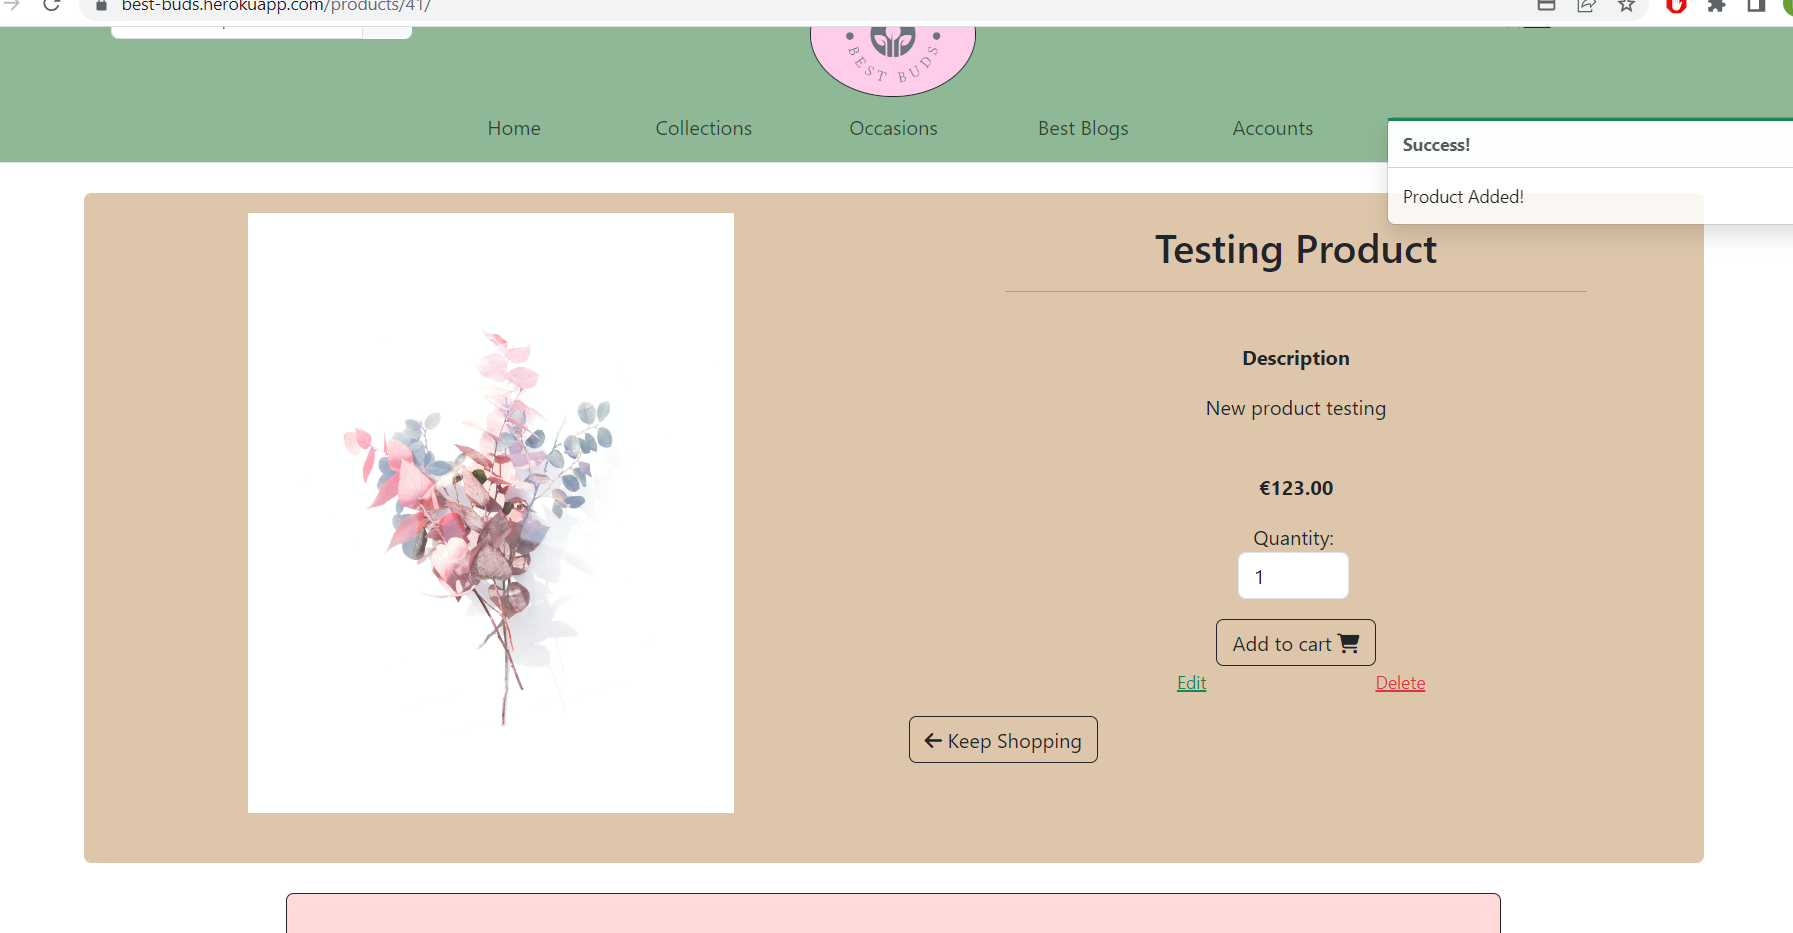 best-buds.herokuapp.com/products/41/
BEST BUDS
Home
Collections
Occasions
Best Blogs
Accounts
Success!
Product Added!
Testing Product
Description
New product testing
€123.00
Quantity:
1
Add to cart
Edit
Delete
Keep Shopping